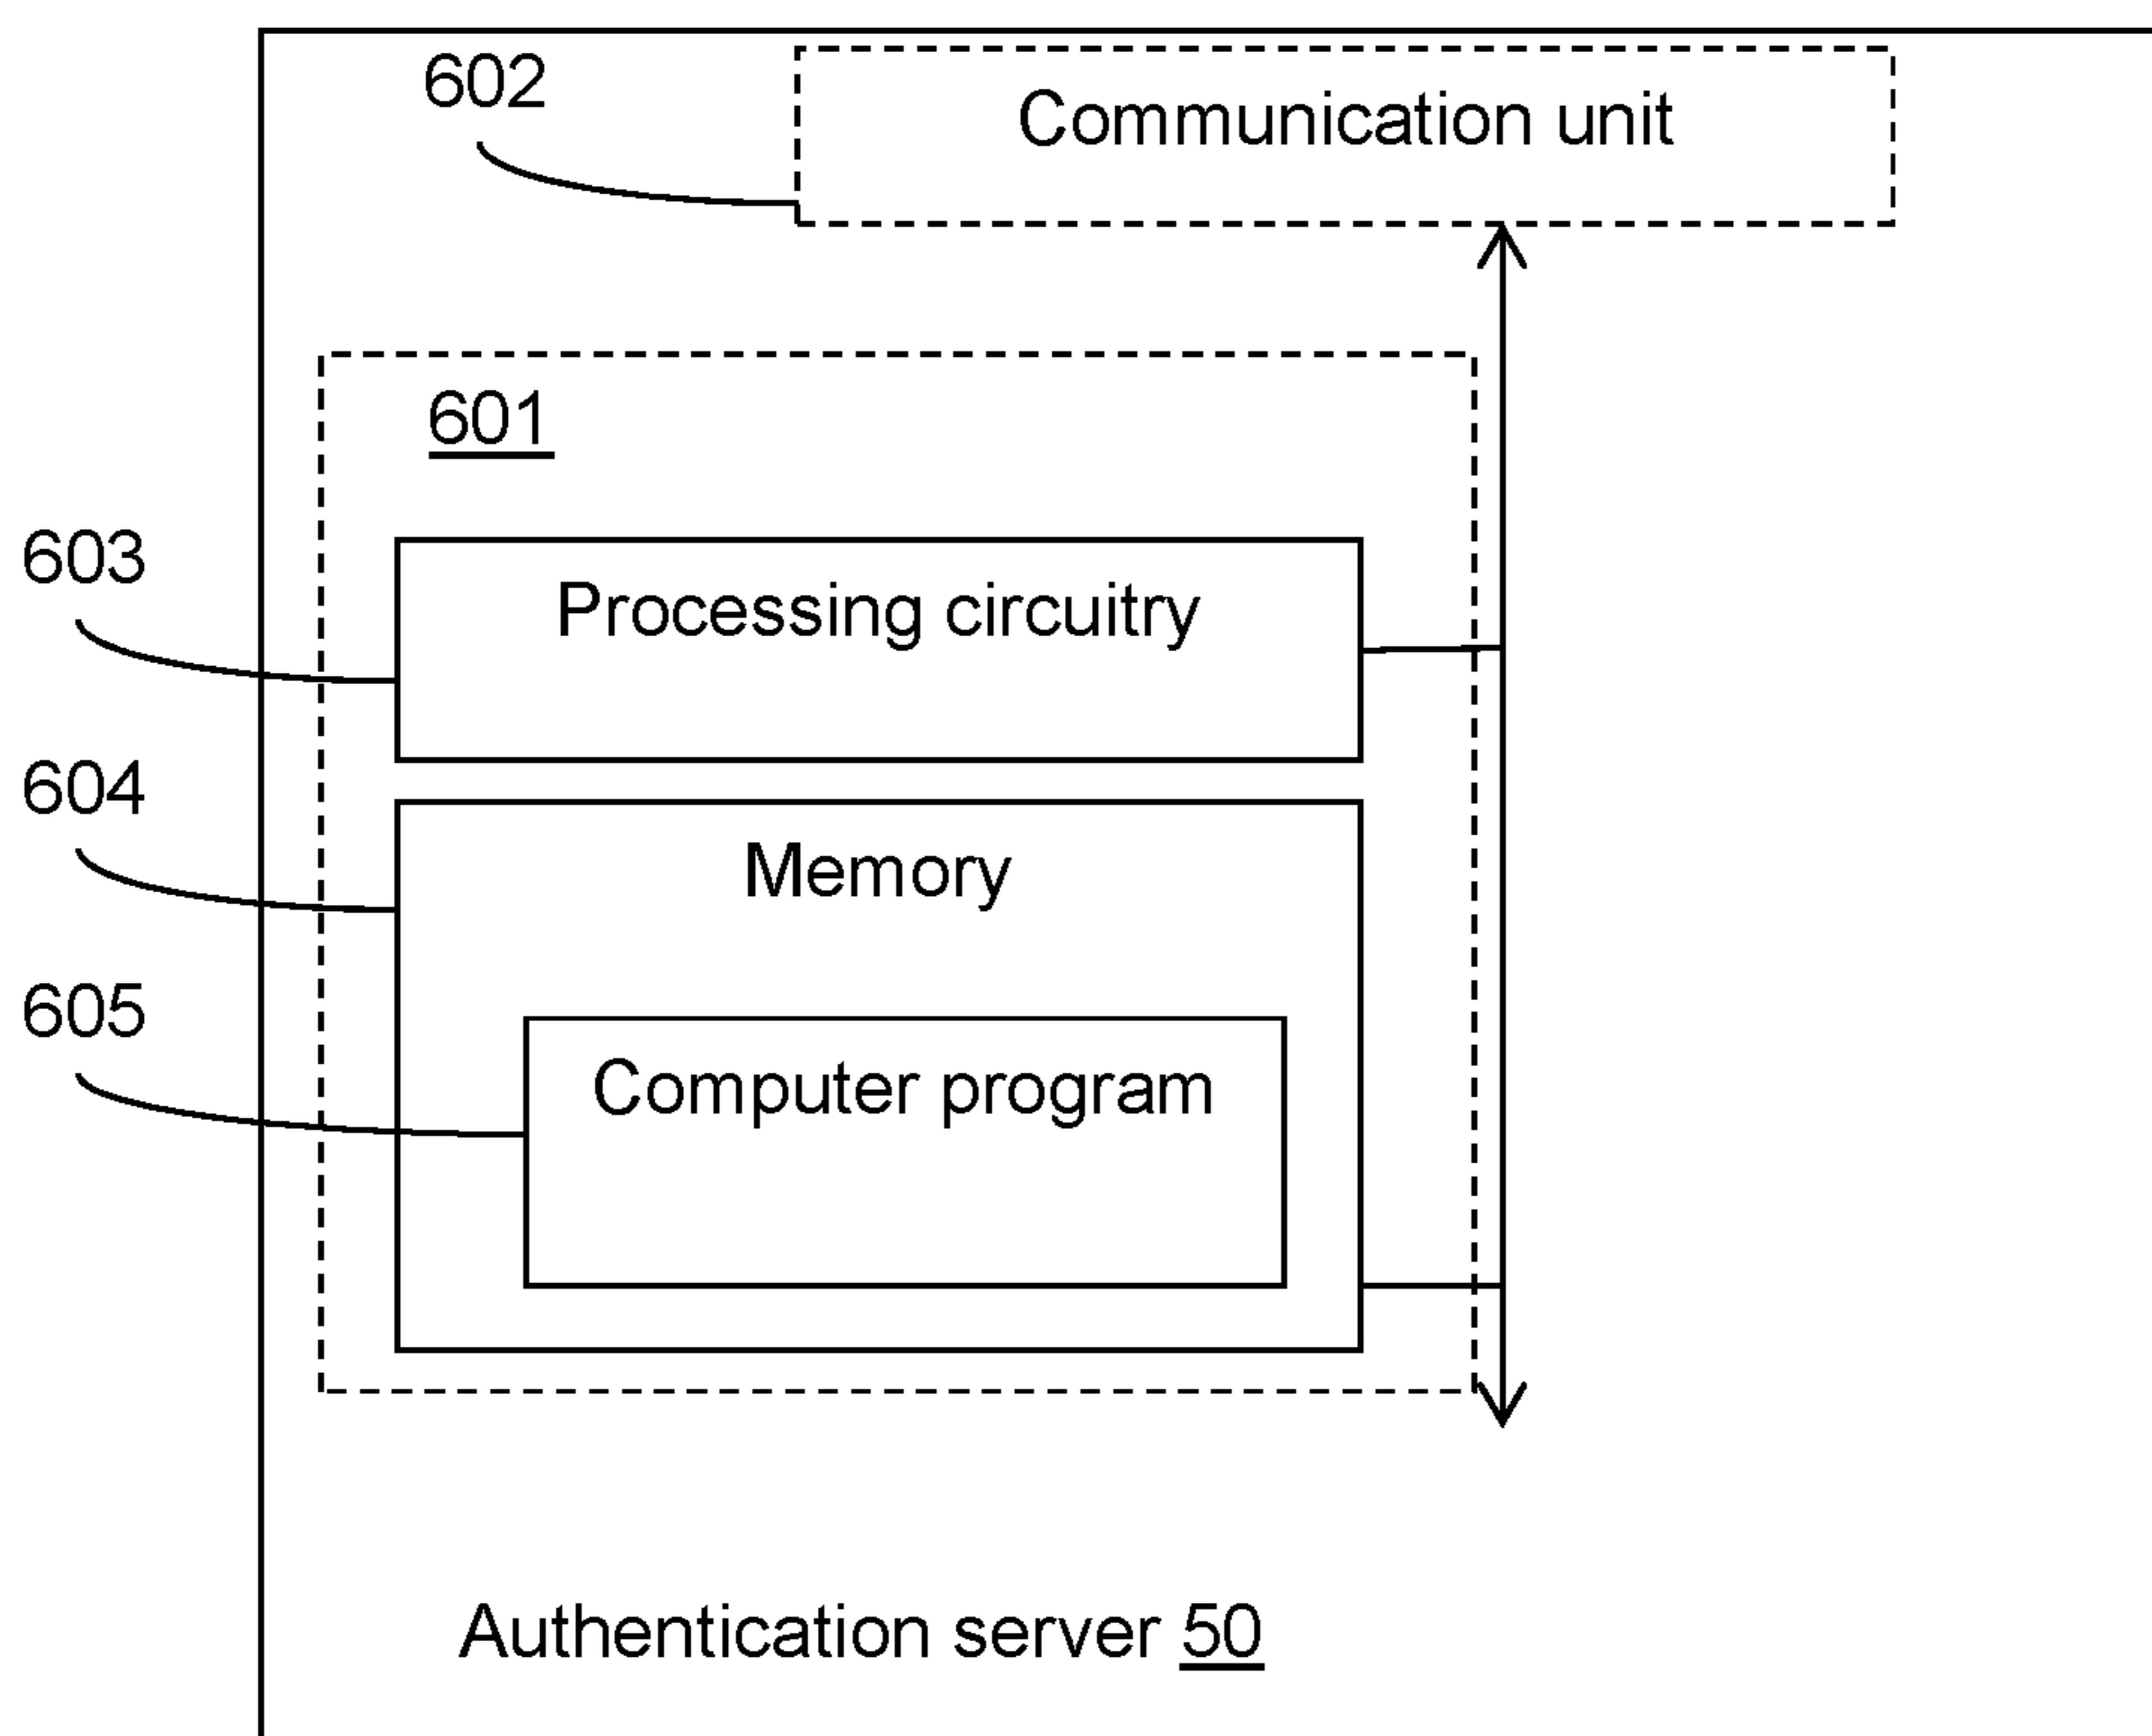 602
Communication unit
601
603
Processing circuitry
604
Memory
605
Computer program
Authentication server 50